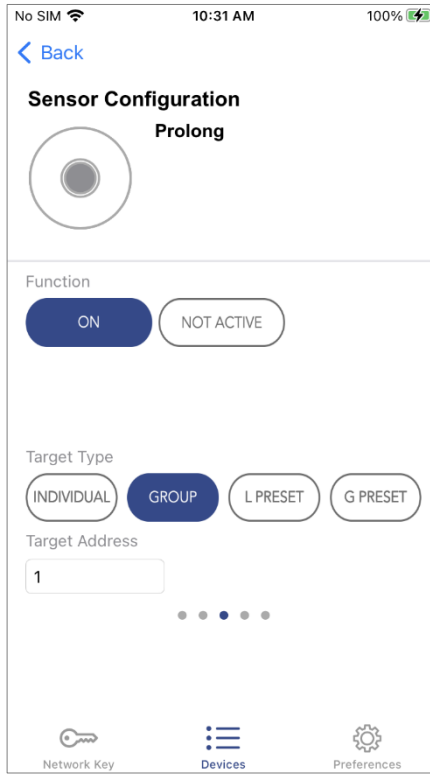 No SIM 10:31 AM 100%
Back
Sensor Configuration
Prolong
Function
ON NOT ACTIVE
Target Type
INDIVIDUAL GROUP L PRESET G PRESET
Target Address
1
Network Key Devices Preferences